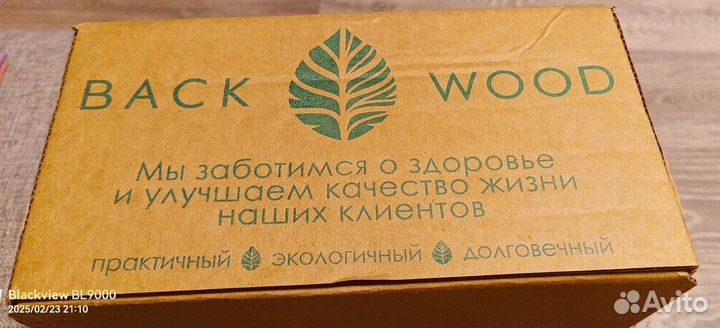 BACK WOOD
Мы заботимся о здоровье
и улучшаем качество жизни
наших клиентов
практичный экологичный долговечный
Blackview BL9000
2025/02/23 21:10
Avito